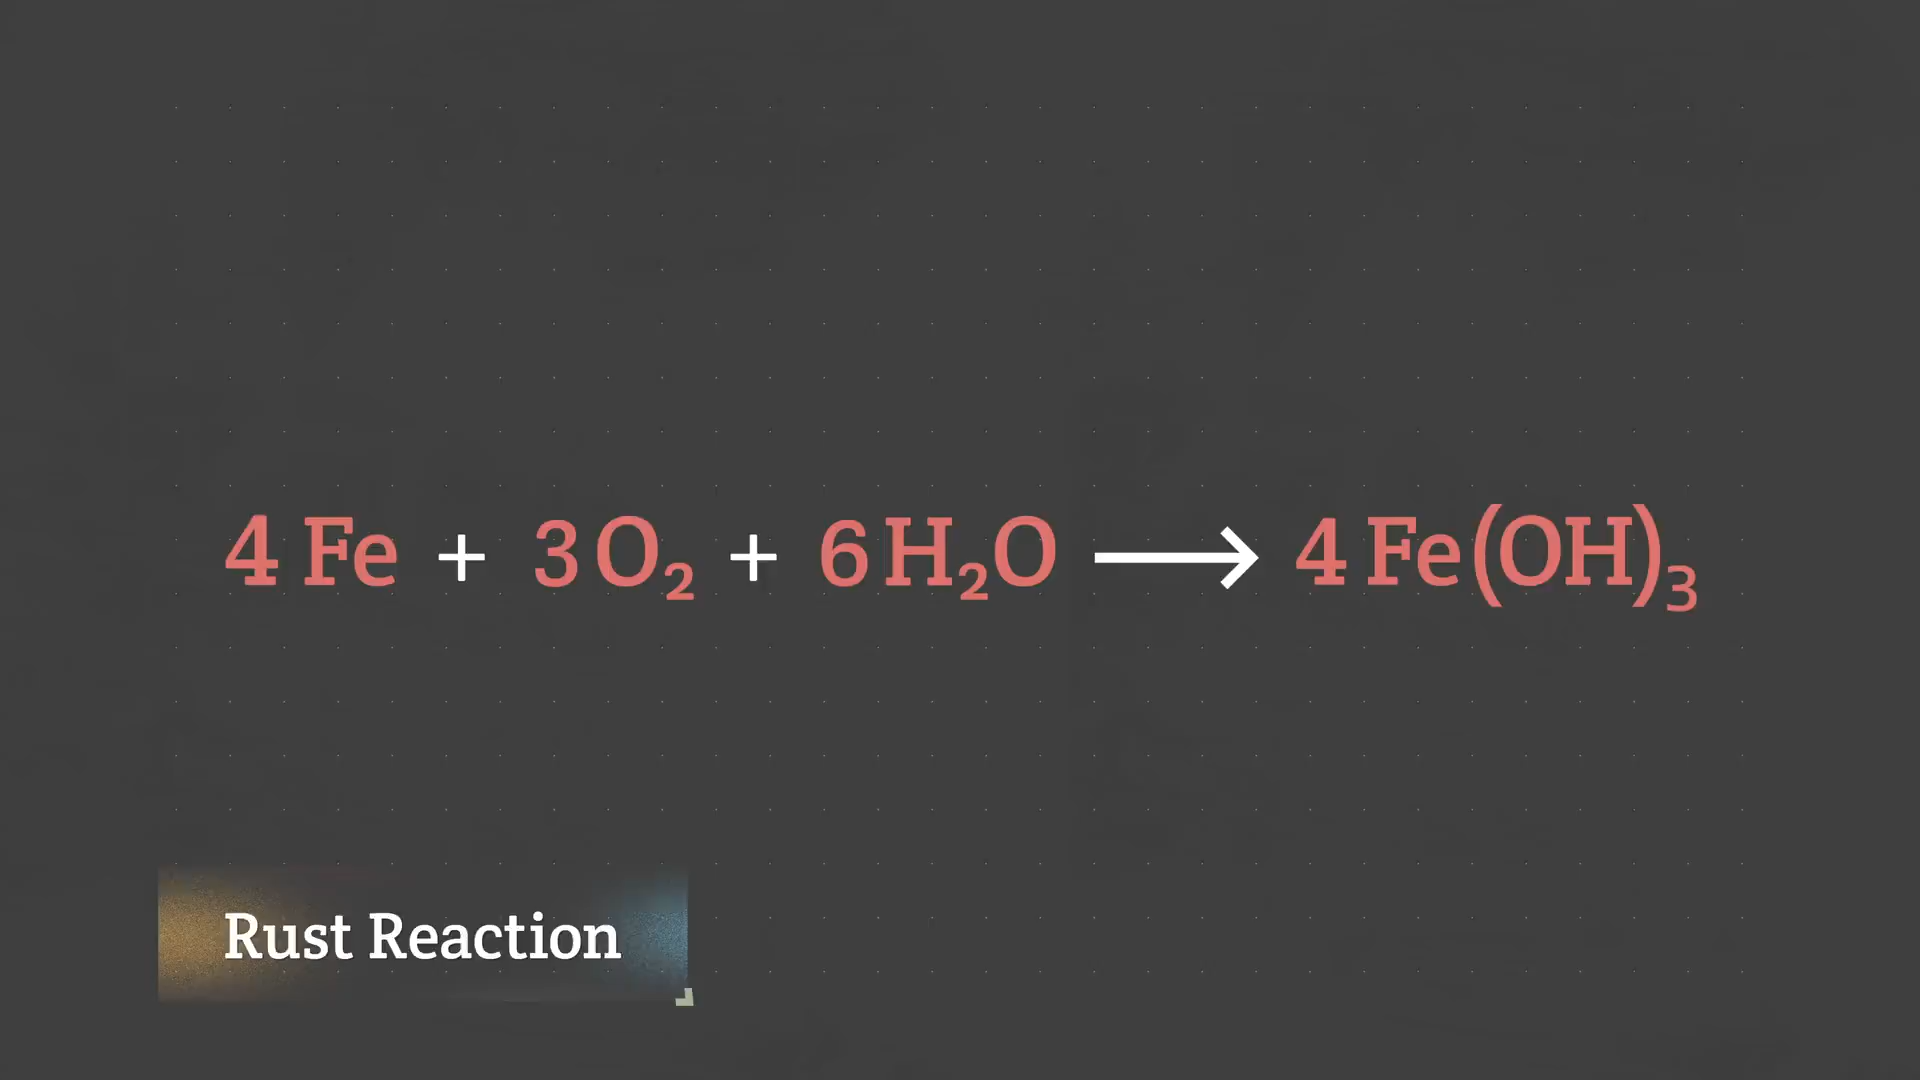 4 Fe + 3 O₂ + 6 H₂O ⟶ 4 Fe(OH)₃
Rust Reaction